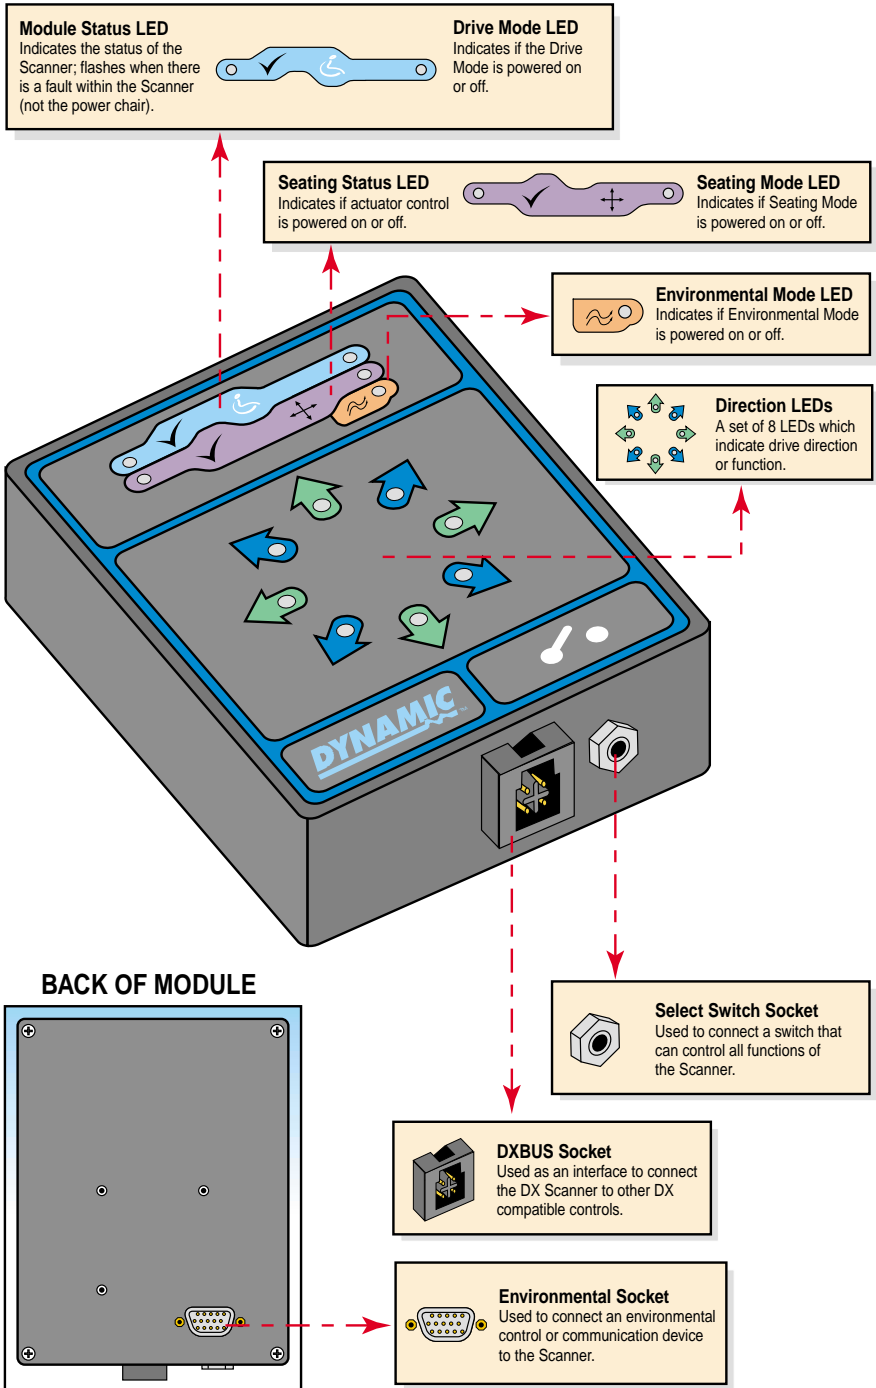 Module Status LED
Indicates the status of the
Scanner; flashes when there
is a fault within the Scanner
(not the power chair).
Drive Mode LED
Indicates if the Drive
Mode is powered on
or off.
Seating Status LED
Indicates if actuator control
is powered on or off.
Seating Mode LED
Indicates if Seating Mode
is powered on or off.
Environmental Mode LED
Indicates if Environmental Mode
is powered on or off.
Direction LEDs
A set of 8 LEDs which
indicate drive direction
or function.
DYNAMIC™
BACK OF MODULE
Select Switch Socket
Used to connect a switch that
can control all functions of
the Scanner.
DXBUS Socket
Used as an interface to connect
the DX Scanner to other DX
compatible controls.
Environmental Socket
Used to connect an environmental
control or communication device
to the Scanner.